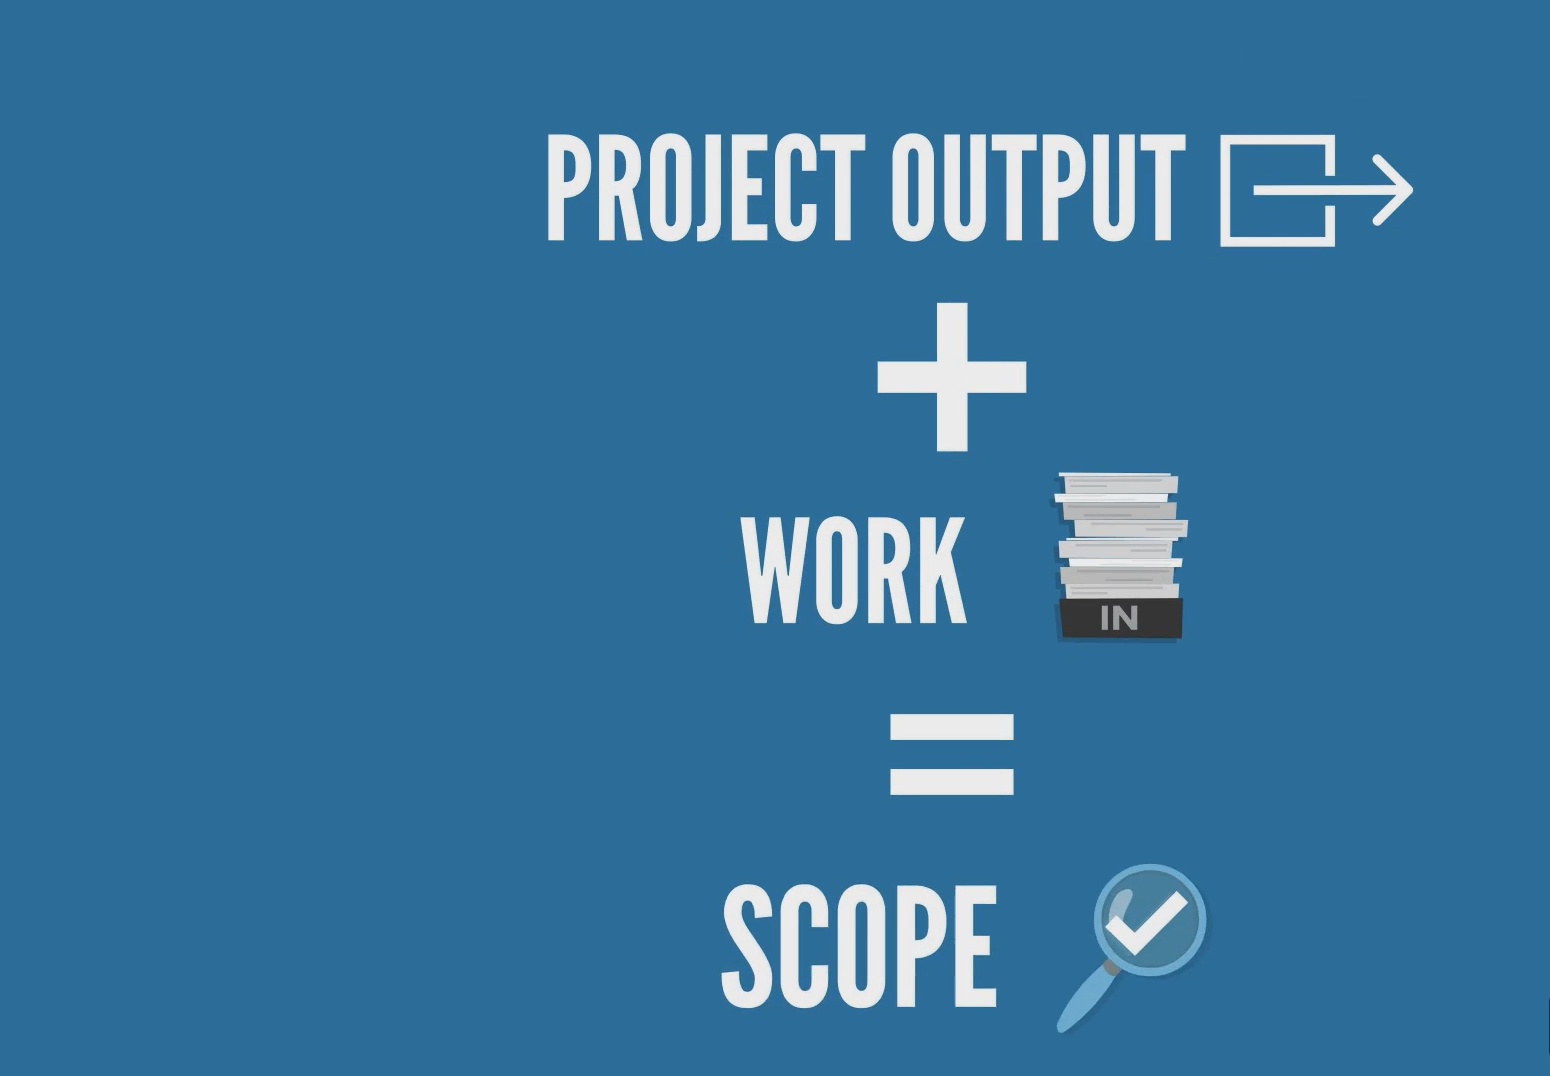 PROJECT OUTPUT
+
WORK
IN
=
SCOPE